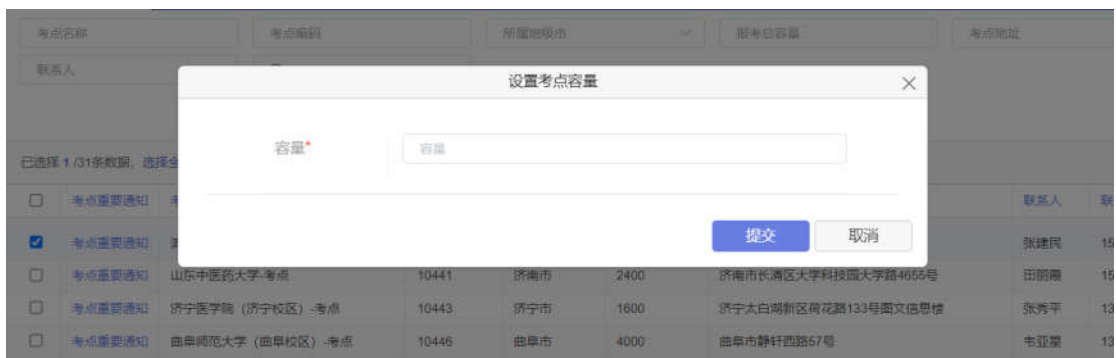 考点名称 考点编码 所属地级市 报考总容量 考点地址
联系人
设置考点容量
容量* 容量
已选择 1 /31条数据, 选择全
提交 取消
考点重要通知 联系人 联
考点重要通知 张建民 15
考点重要通知 山东中医药大学-考点 10441 济南市 2400 济南市长清区大学科技园大学路4655号 田丽霞 15
考点重要通知 济宁医学院（济宁校区）-考点 10443 济宁市 1600 济宁太白湖新区荷花路133号图文信息楼 张秀平 13
考点重要通知 曲阜师范大学（曲阜校区）-考点 10446 曲阜市 4000 曲阜市静轩西路57号 韦亚星 13